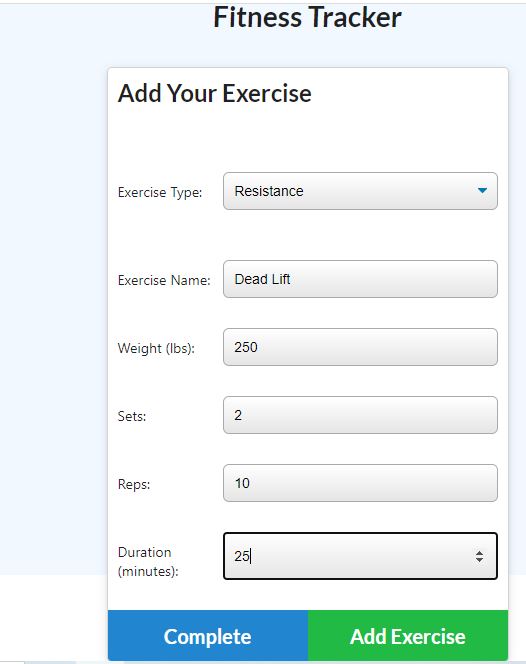 Fitness Tracker
Add Your Exercise
Exercise Type: Resistance
Exercise Name: Dead Lift
Weight (lbs): 250
Sets: 2
Reps: 10
Duration
(minutes): 25
Complete Add Exercise